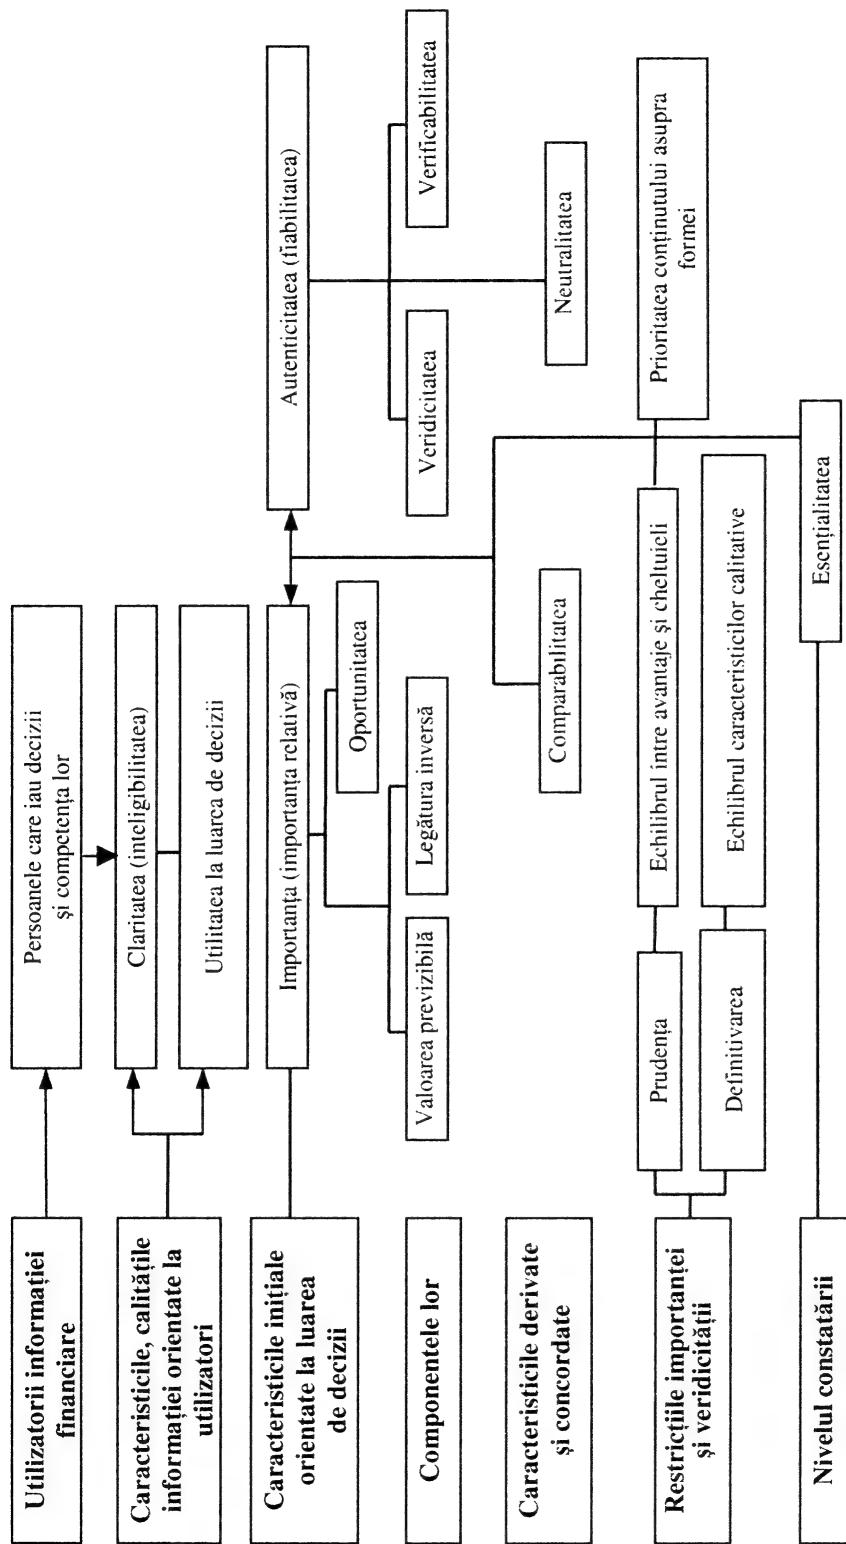 Utilizatorii informației
financiare
Persoanele care iau decizii
și competența lor
Caracteristicile, calitățile
informației orientate la
utilizatori
Claritatea (inteligibilitatea)
Utilitatea la luarea de decizii
Caracteristicile inițiale
orientate la luarea
de decizii
Importanța (importanța relativă)
Autenticitatea (fiabilitatea)
Oportunitatea
Componentele lor
Valoarea previzibilă
Legătura inversă
Veridicitatea
Verificabilitatea
Caracteristicile derivate
și concordate
Comparabilitatea
Neutralitatea
Restricțiile importanței
și veridicității
Prudența
Echilibrul între avantaje și cheltuieli
Prioritatea conținutului asupra
formei
Definitivarea
Echilibrul caracteristicilor calitative
Nivelul constatării
Esențialitatea